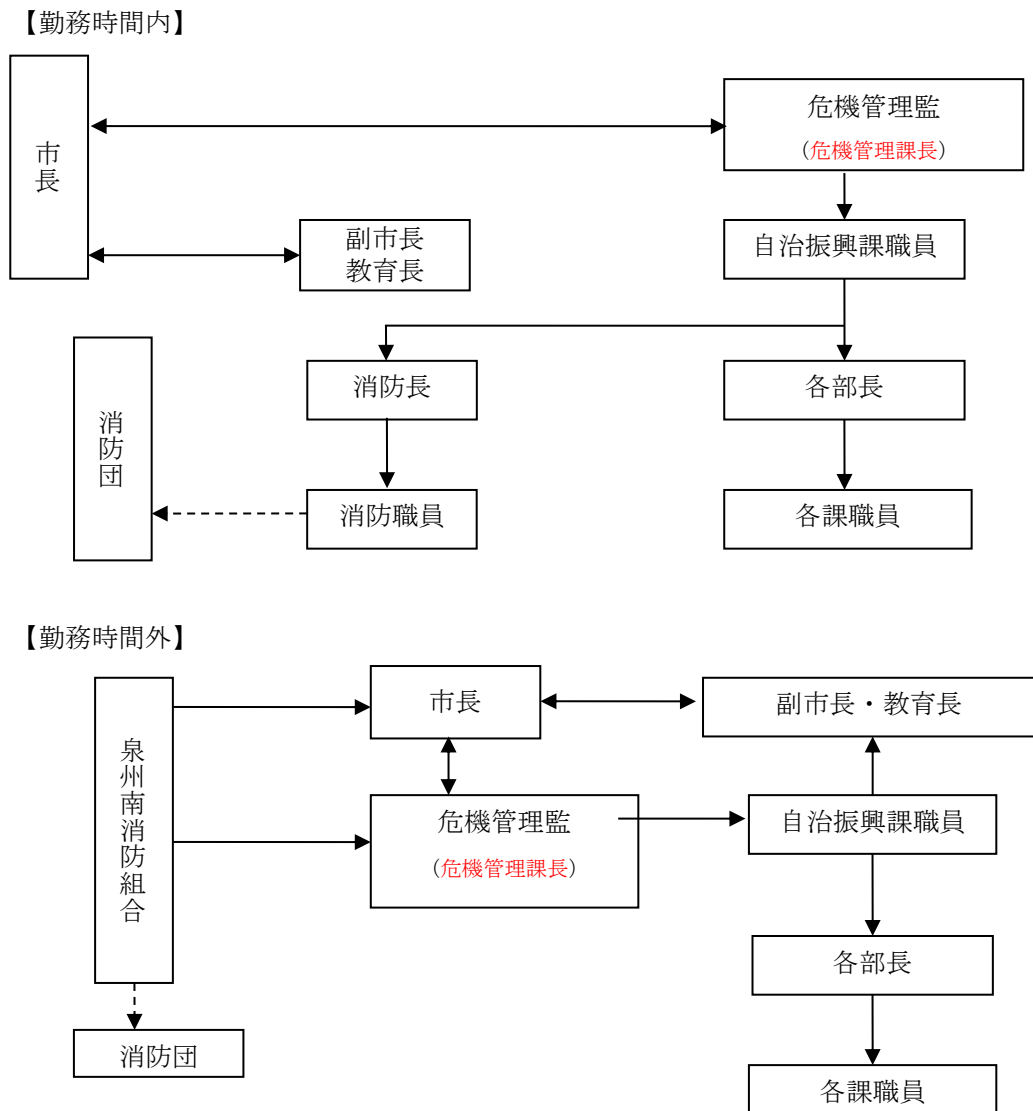 【勤務時間内】
市長
危機管理監
（危機管理課長）
副市長
教育長
自治振興課職員
消防団
消防長
各部長
消防職員
各課職員
【勤務時間外】
泉州南消防組合
市長
副市長・教育長
危機管理監
（危機管理課長）
自治振興課職員
各部長
消防団
各課職員